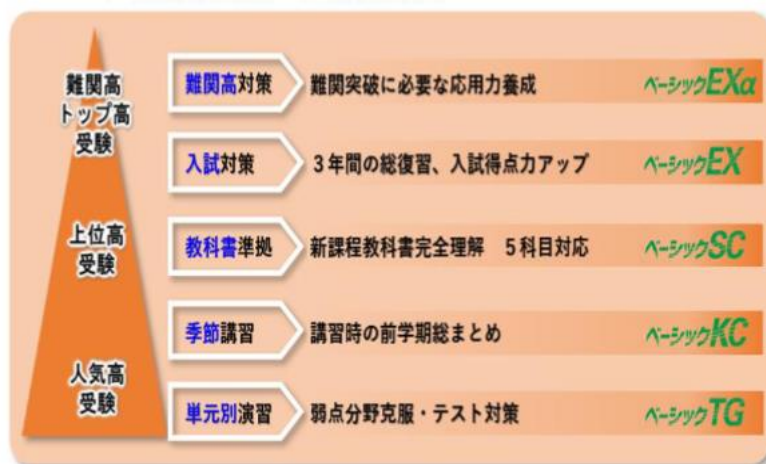 難関高
トップ高
受験
難関高対策 難関突破に必要な応用力養成 ベーシックEXα
入試対策 3年間の総復習、入試得点力アップ ベーシックEX
上位高
受験
教科書準拠 新課程教科書完全理解 5科目対応 ベーシックSC
季節講習 講習時の前学期総まとめ ベーシックKC
人気高
受験
単元別演習 弱点分野克服・テスト対策 ベーシックTG